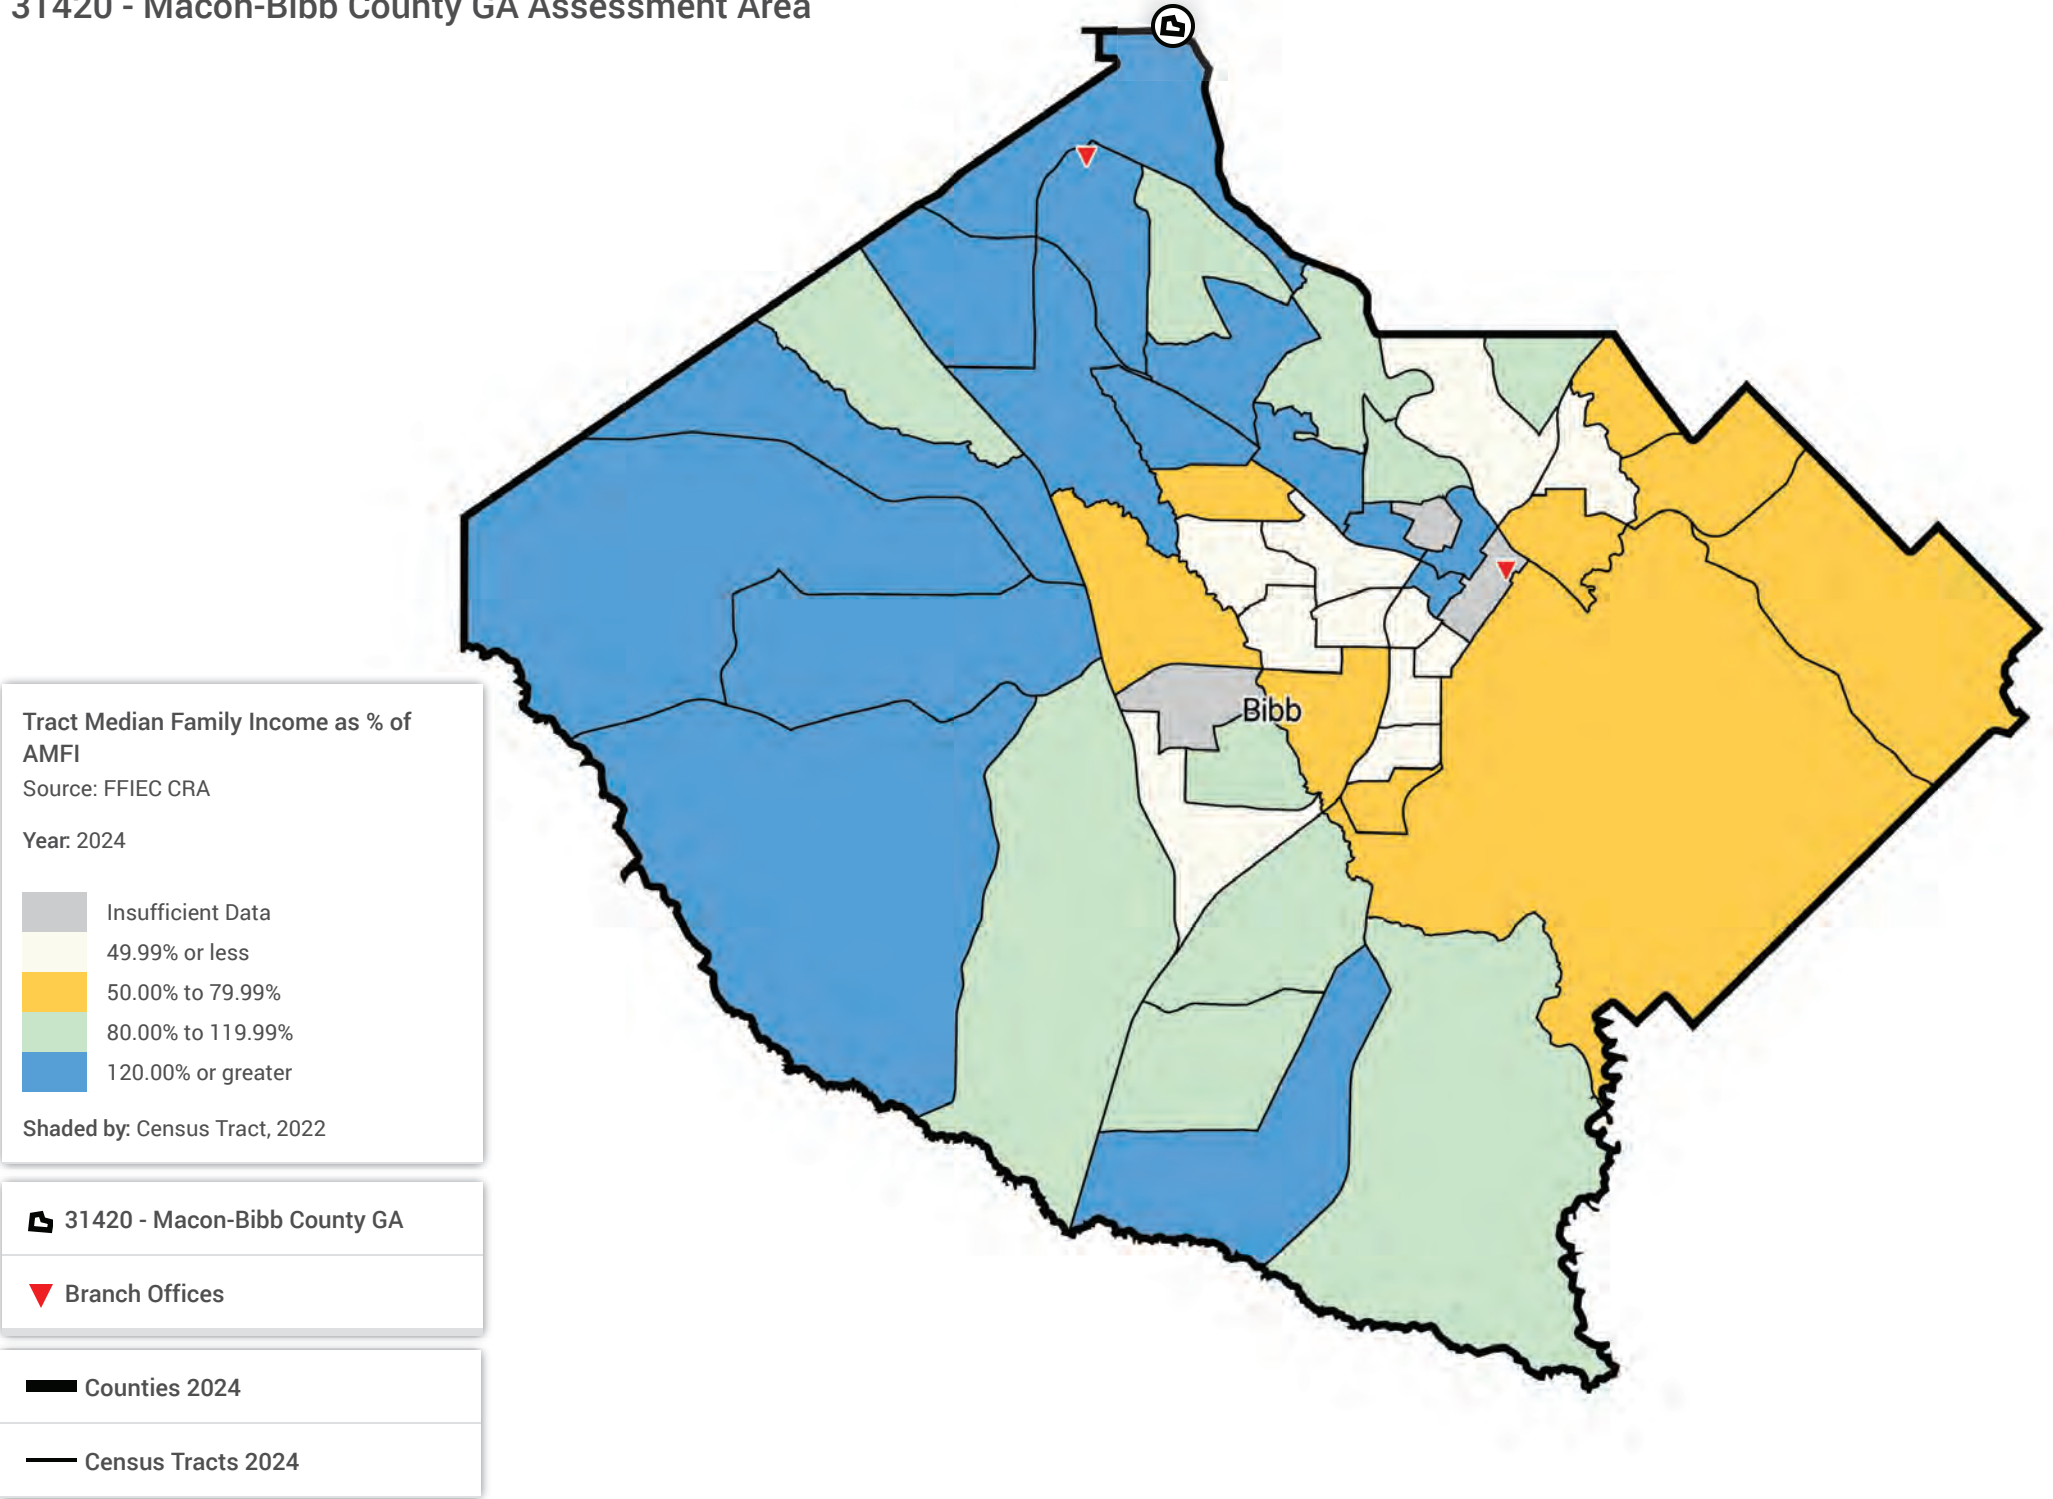 31420 - Macon-Bibb County GA Assessment Area
Bibb
Tract Median Family Income as % of
AMFI
Source: FFIEC CRA
Year: 2024
Insufficient Data
49.99% or less
50.00% to 79.99%
80.00% to 119.99%
120.00% or greater
Shaded by: Census Tract, 2022
31420 - Macon-Bibb County GA
Branch Offices
Counties 2024
Census Tracts 2024